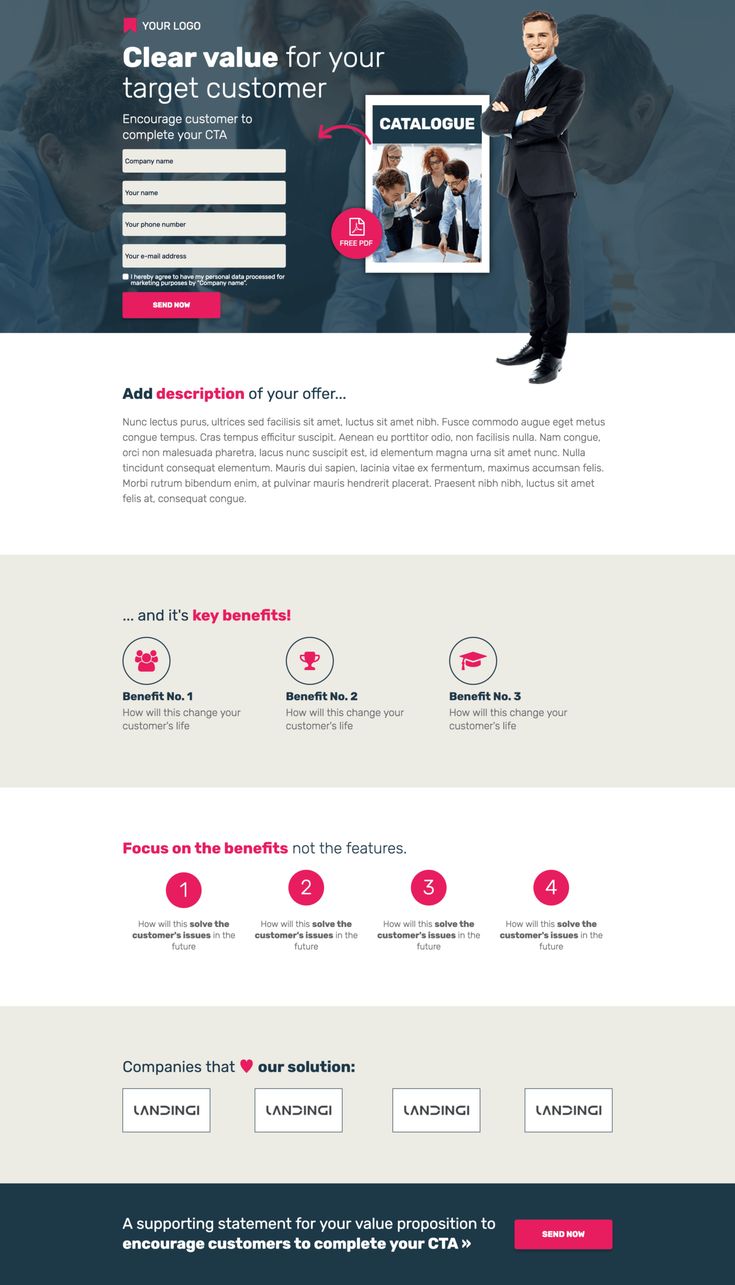 YOUR LOGO
Clear value for your
target customer
Encourage customer to
complete your CTA
CATALOGUE
Company name
Your name
Your phone number
FREE PDF
Your e-mail address
I hereby agree to have my personal data processed for
marketing purposes by "Company name".
SEND NOW
Add description of your offer...
Nunc lectus purus, ultrices sed facilisis sit amet, luctus sit amet nibh. Fusce commodo augue eget metus
congue tempus. Cras tempus efficitur suscipit. Aenean eu porttitor odio, non facilisis nulla. Nam congue,
orci non malesuada pharetra, lacus nunc suscipit est, id elementum magna urna sit amet nunc. Nulla
tincidunt consequat elementum. Mauris dui sapien, lacinia vitae ex fermentum, maximus accumsan felis.
Morbi rutrum bibendum enim, at pulvinar mauris hendrerit placerat. Praesent nibh nibh, luctus sit amet
felis at, consequat congue.
... and it's key benefits!
Benefit No. 1
How will this change your
customer's life
Benefit No. 2
How will this change your
customer's life
Benefit No. 3
How will this change your
customer's life
Focus on the benefits not the features.
1
How will this solve the
customer's issues in the
future
2
How will this solve the
customer's issues in the
future
3
How will this solve the
customer's issues in the
future
4
How will this solve the
customer's issues in the
future
Companies that ♥ our solution:
LANDINGI
LANDINGI
LANDINGI
LANDINGI
A supporting statement for your value proposition to
encourage customers to complete your CTA »
SEND NOW